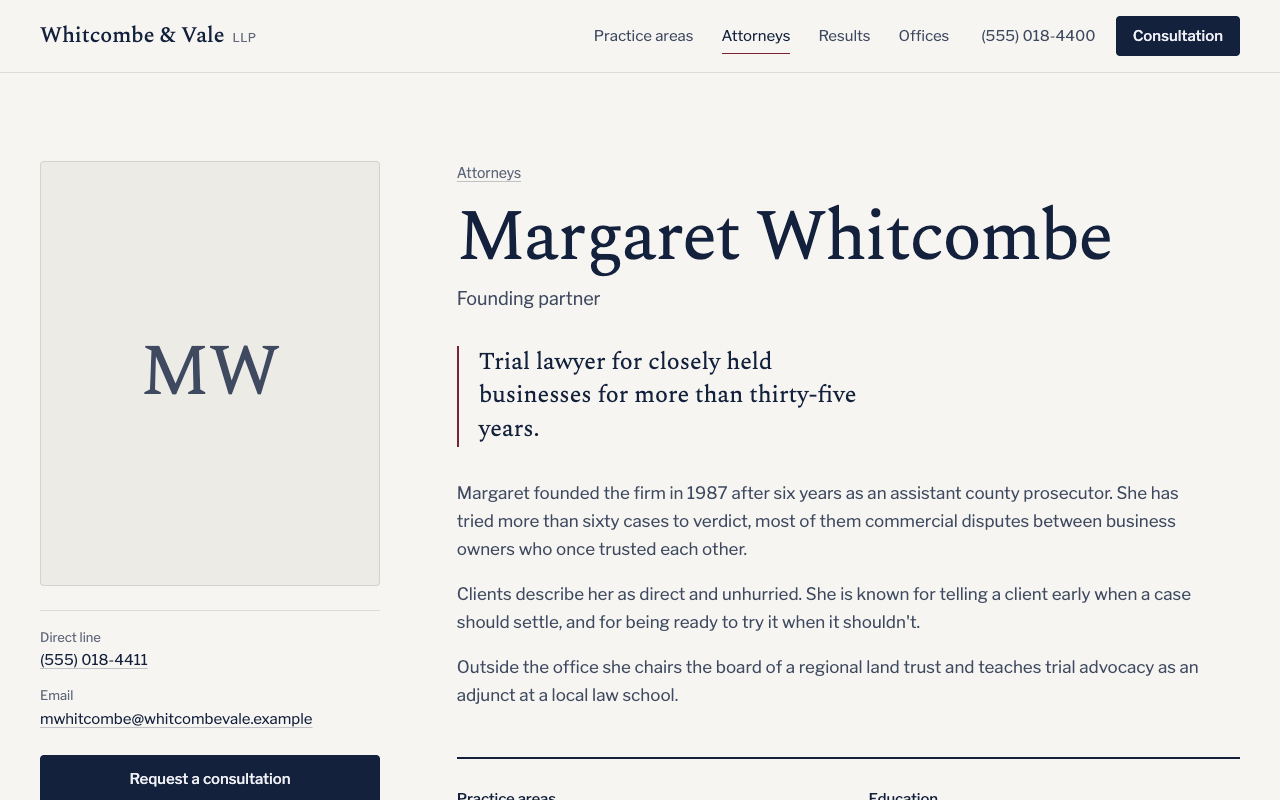 Whitcombe & Vale LLP
Practice areas
Attorneys
Results
Offices
(555) 018-4400
Consultation
MW
Direct line
(555) 018-4411
Email
mwhitcombe@whitcombevale.example
Request a consultation
Attorneys
Margaret Whitcombe
Founding partner
Trial lawyer for closely held
businesses for more than thirty-five
years.
Margaret founded the firm in 1987 after six years as an assistant county prosecutor. She has
tried more than sixty cases to verdict, most of them commercial disputes between business
owners who once trusted each other.
Clients describe her as direct and unhurried. She is known for telling a client early when a case
should settle, and for being ready to try it when it shouldn't.
Outside the office she chairs the board of a regional land trust and teaches trial advocacy as an
adjunct at a local law school.
Practice areas
Education